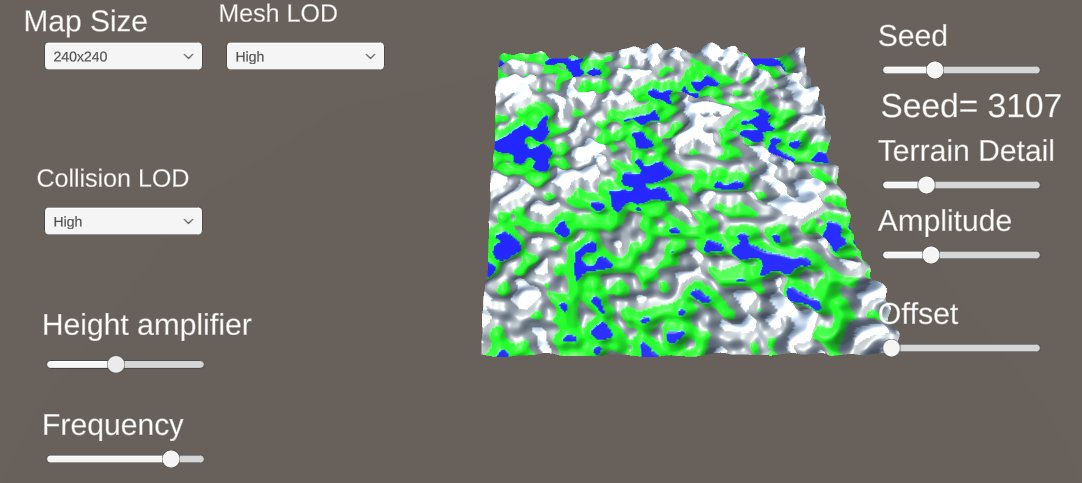 Map Size
240x240
Mesh LOD
High
Collision LOD
High
Height amplifier
Frequency
Seed
Seed= 3107
Terrain Detail
Amplitude
Offset